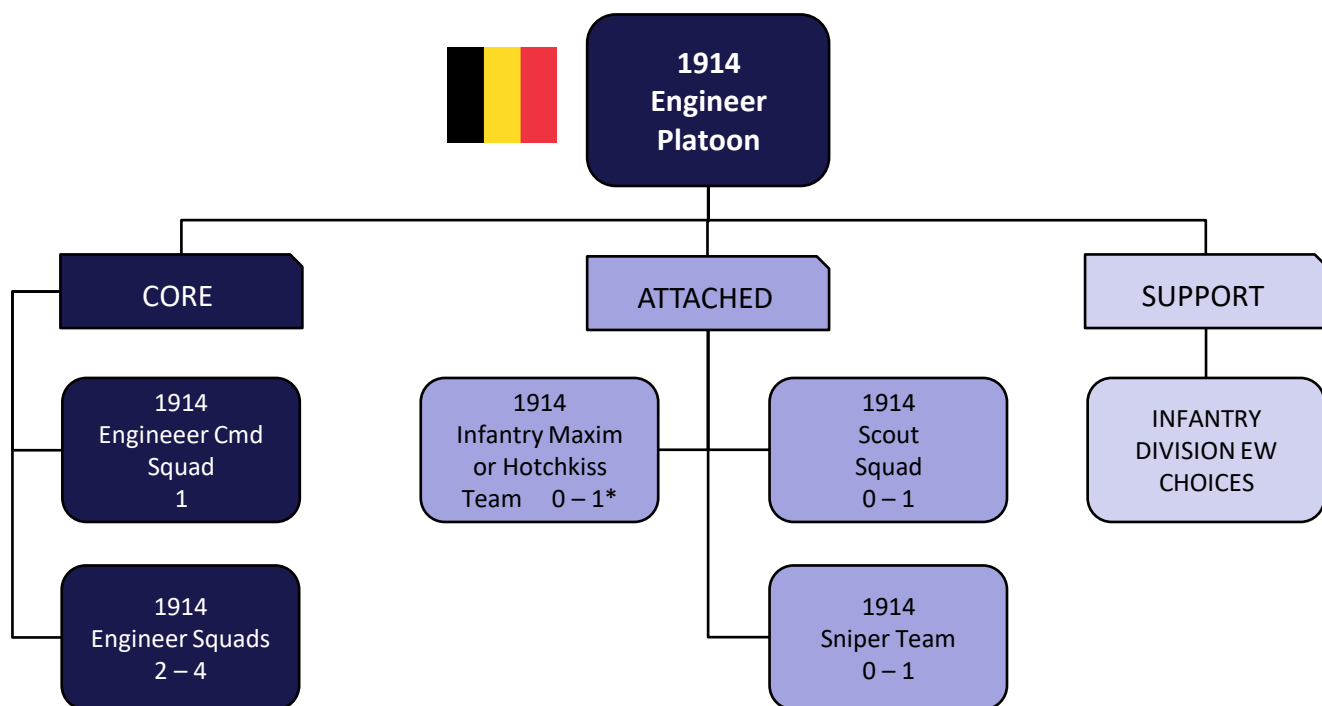 1914
Engineer
Platoon
CORE
ATTACHED
SUPPORT
1914
Engineeer Cmd
Squad
1
1914
Infantry Maxim
or Hotchkiss
Team 0 – 1*
1914
Scout
Squad
0 – 1
INFANTRY
DIVISION EW
CHOICES
1914
Engineer Squads
2 – 4
1914
Sniper Team
0 – 1